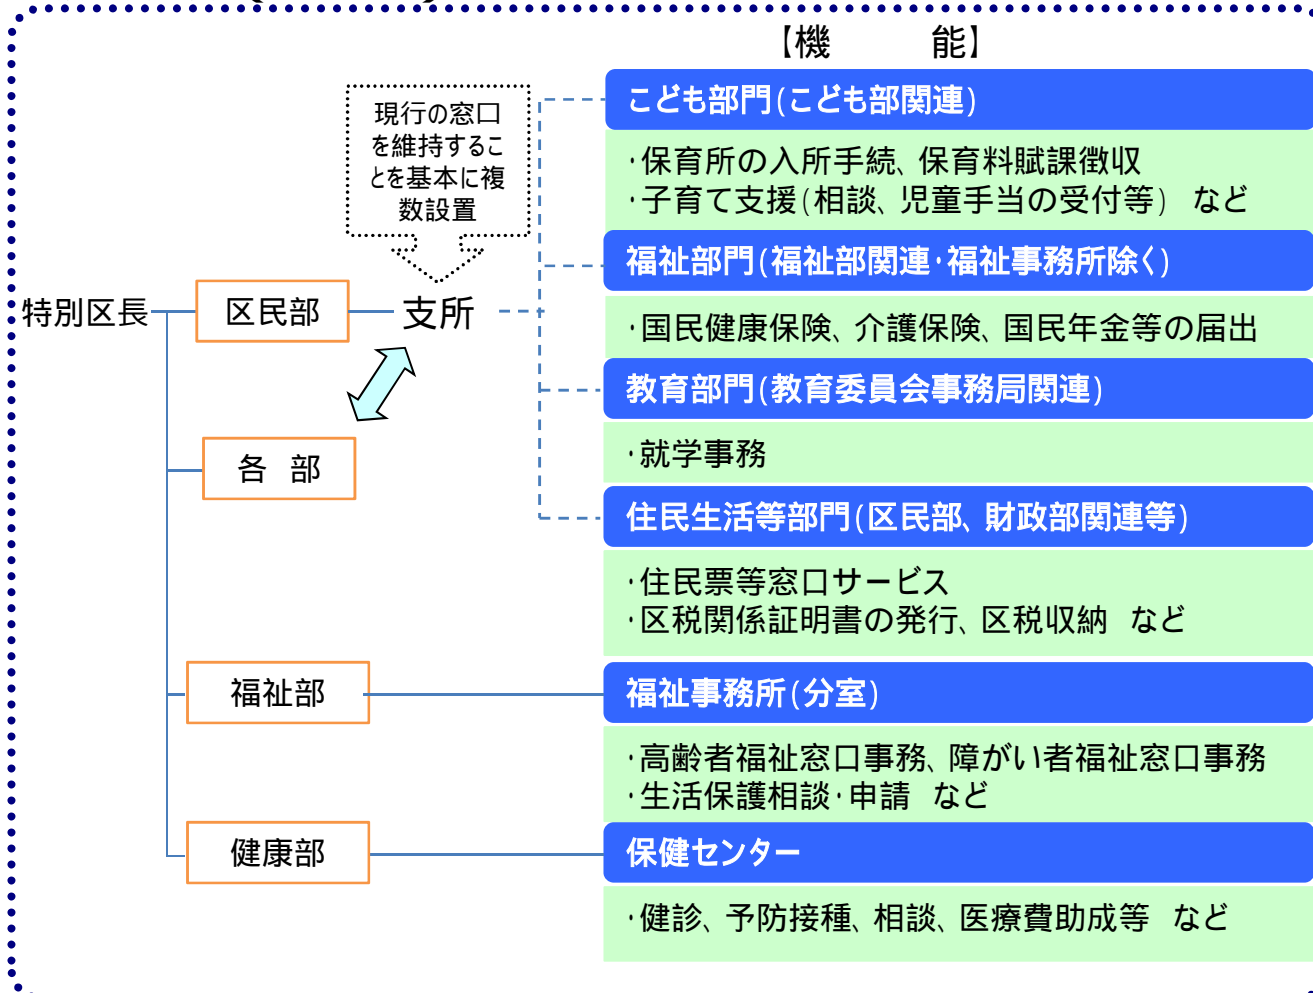 【機　能】
現行の窓口
を維持するこ
とを基本に複
数設置
特別区長
区民部
支所
各 部
福祉部
健康部
こども部門(こども部関連)
・保育所の入所手続、保育料賦課徴収
・子育て支援(相談、児童手当の受付等) など
福祉部門(福祉部関連・福祉事務所除く)
・国民健康保険、介護保険、国民年金等の届出
教育部門(教育委員会事務局関連)
・就学事務
住民生活等部門(区民部、財政部関連等)
・住民票等窓口サービス
・区税関係証明書の発行、区税収納 など
福祉事務所(分室)
・高齢者福祉窓口事務、障がい者福祉窓口事務
・生活保護相談・申請 など
保健センター
・健診、予防接種、相談、医療費助成等 など